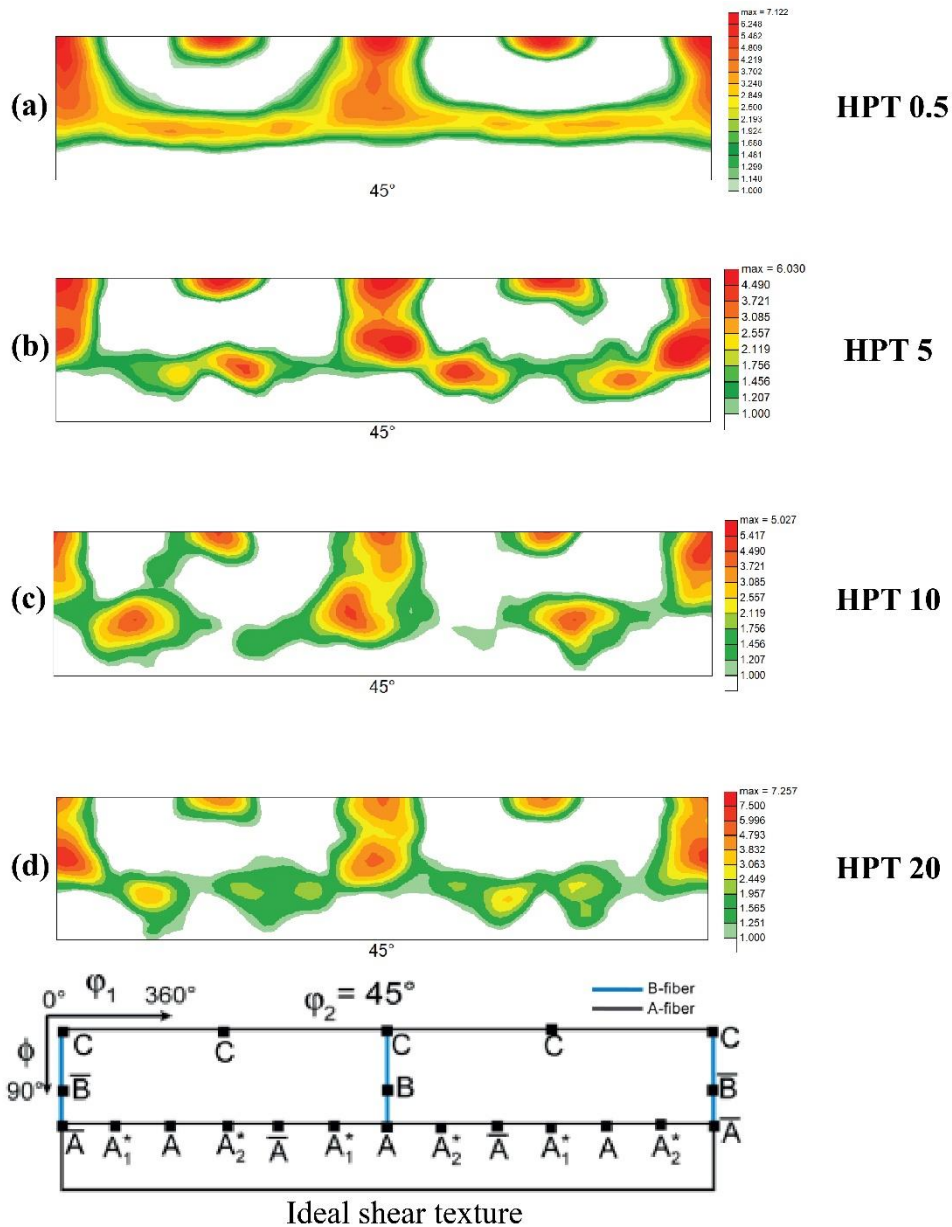 (a)
max = 7.122
6.248
5.462
4.809
4.219
3.702
3.248
2.849
2.500
2.193
1.924
1.688
1.481
1.299
1.140
1.000
HPT 0.5
45°
(b)
max = 6.030
4.490
3.721
3.085
2.557
2.119
1.756
1.456
1.207
1.000
HPT 5
45°
(c)
max = 5.027
5.417
4.490
3.721
3.085
2.557
2.119
1.756
1.456
1.207
1.000
HPT 10
45°
(d)
max = 7.257
7.500
5.996
4.793
3.832
3.063
2.449
1.957
1.565
1.251
1.000
HPT 20
45°
φ₁
0° 360°
φ₂ = 45°
B-fiber
A-fiber
ϕ
90°
C C C C C
B̅ B B̅
A̅ A₁* A A₂* A̅ A₁* A A₂* A̅ A₁* A A₂* A̅
Ideal shear texture